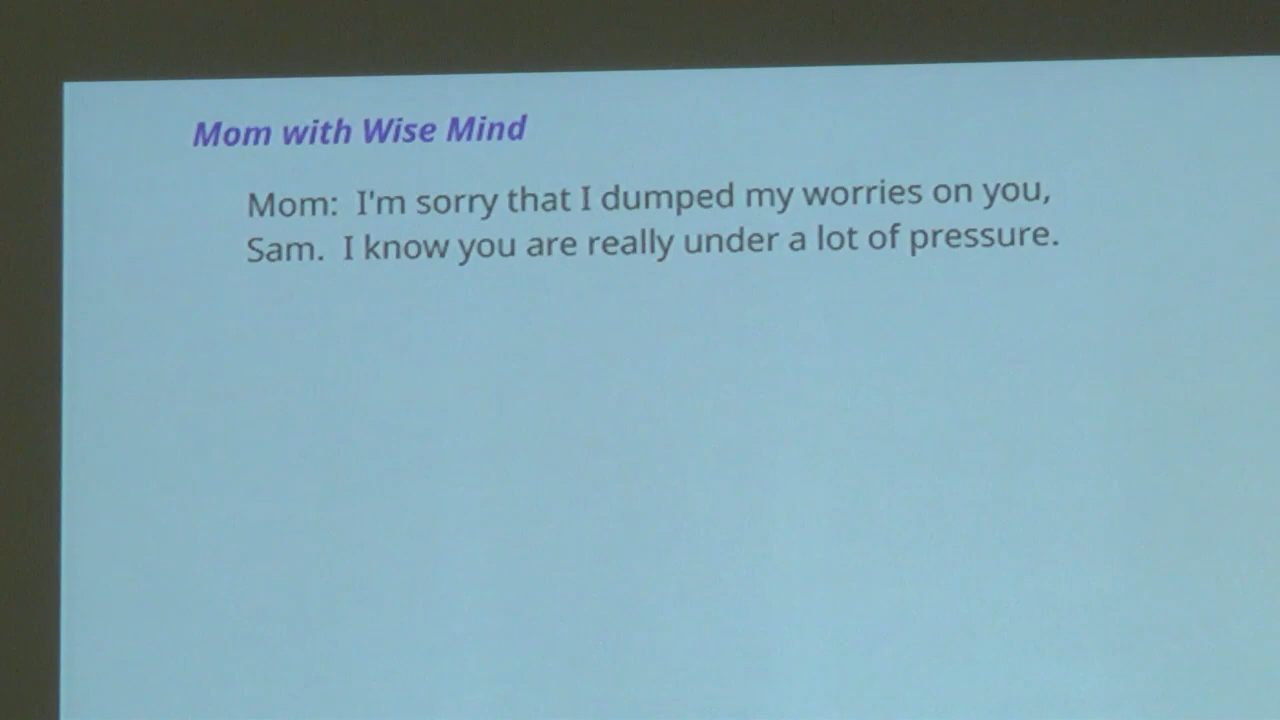 Mom with Wise Mind
Mom:  I'm sorry that I dumped my worries on you,
Sam.  I know you are really under a lot of pressure.